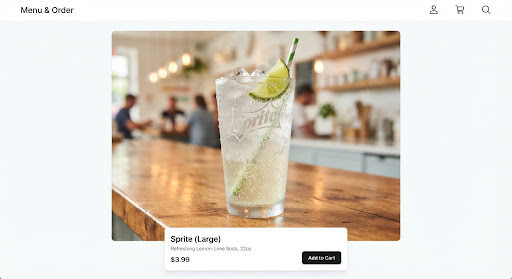 Menu & Order
Sprite
Sprite (Large)
Refreshing Lemon-Lime Soda, 22oz
$3.99
Add to Cart